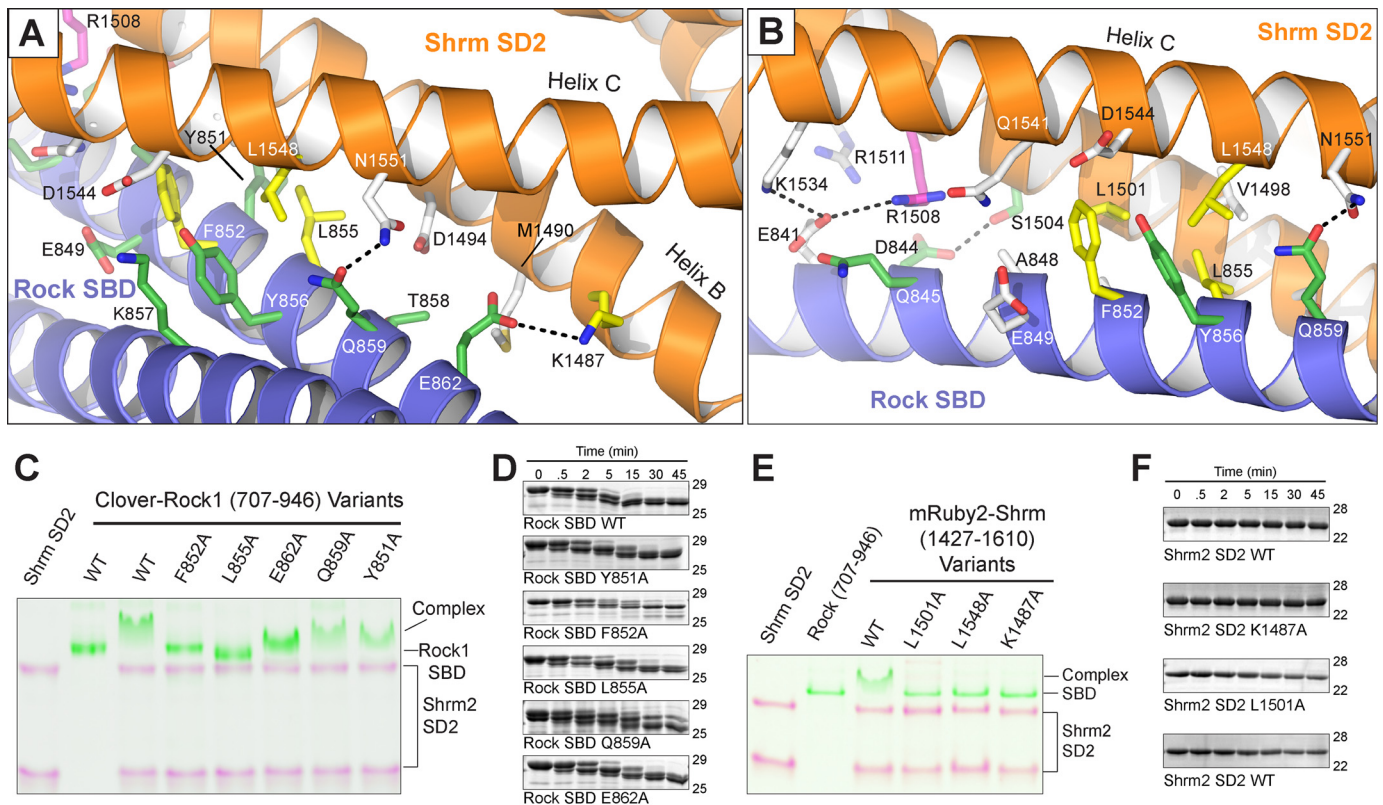 A
R1508
Shrm SD2
Helix C
Y851
L1548
N1551
D1544
F852
L855
D1494
M1490
E849
Rock SBD
Helix B
Y856
T858
K857
Q859
K1487
E862
B
Shrm SD2
Helix C
D1544
Q1541
N1551
L1548
R1511
K1534
L1501
V1498
R1508
S1504
E841
D844
A848
L855
Q845
F852
E849
Y856
Q859
Rock SBD
C
Clover-Rock1 (707-946) Variants
Shrm SD2
WT
WT
F852A
L855A
E862A
Q859A
Y851A
Complex
Rock1
SBD
Shrm2
SD2
D
Time (min)
0 .5 2 5 15 30 45
29
25
Rock SBD WT
29
25
Rock SBD Y851A
29
25
Rock SBD F852A
29
25
Rock SBD L855A
29
25
Rock SBD Q859A
29
25
Rock SBD E862A
E
mRuby2-Shrm
(1427-1610)
Variants
Shrm SD2
Rock (707-946)
WT
L1501A
L1548A
K1487A
Complex
SBD
Shrm2
SD2
F
Time (min)
0 .5 2 5 15 30 45
28
22
Shrm2 SD2 WT
28
22
Shrm2 SD2 K1487A
28
22
Shrm2 SD2 L1501A
28
22
Shrm2 SD2 WT